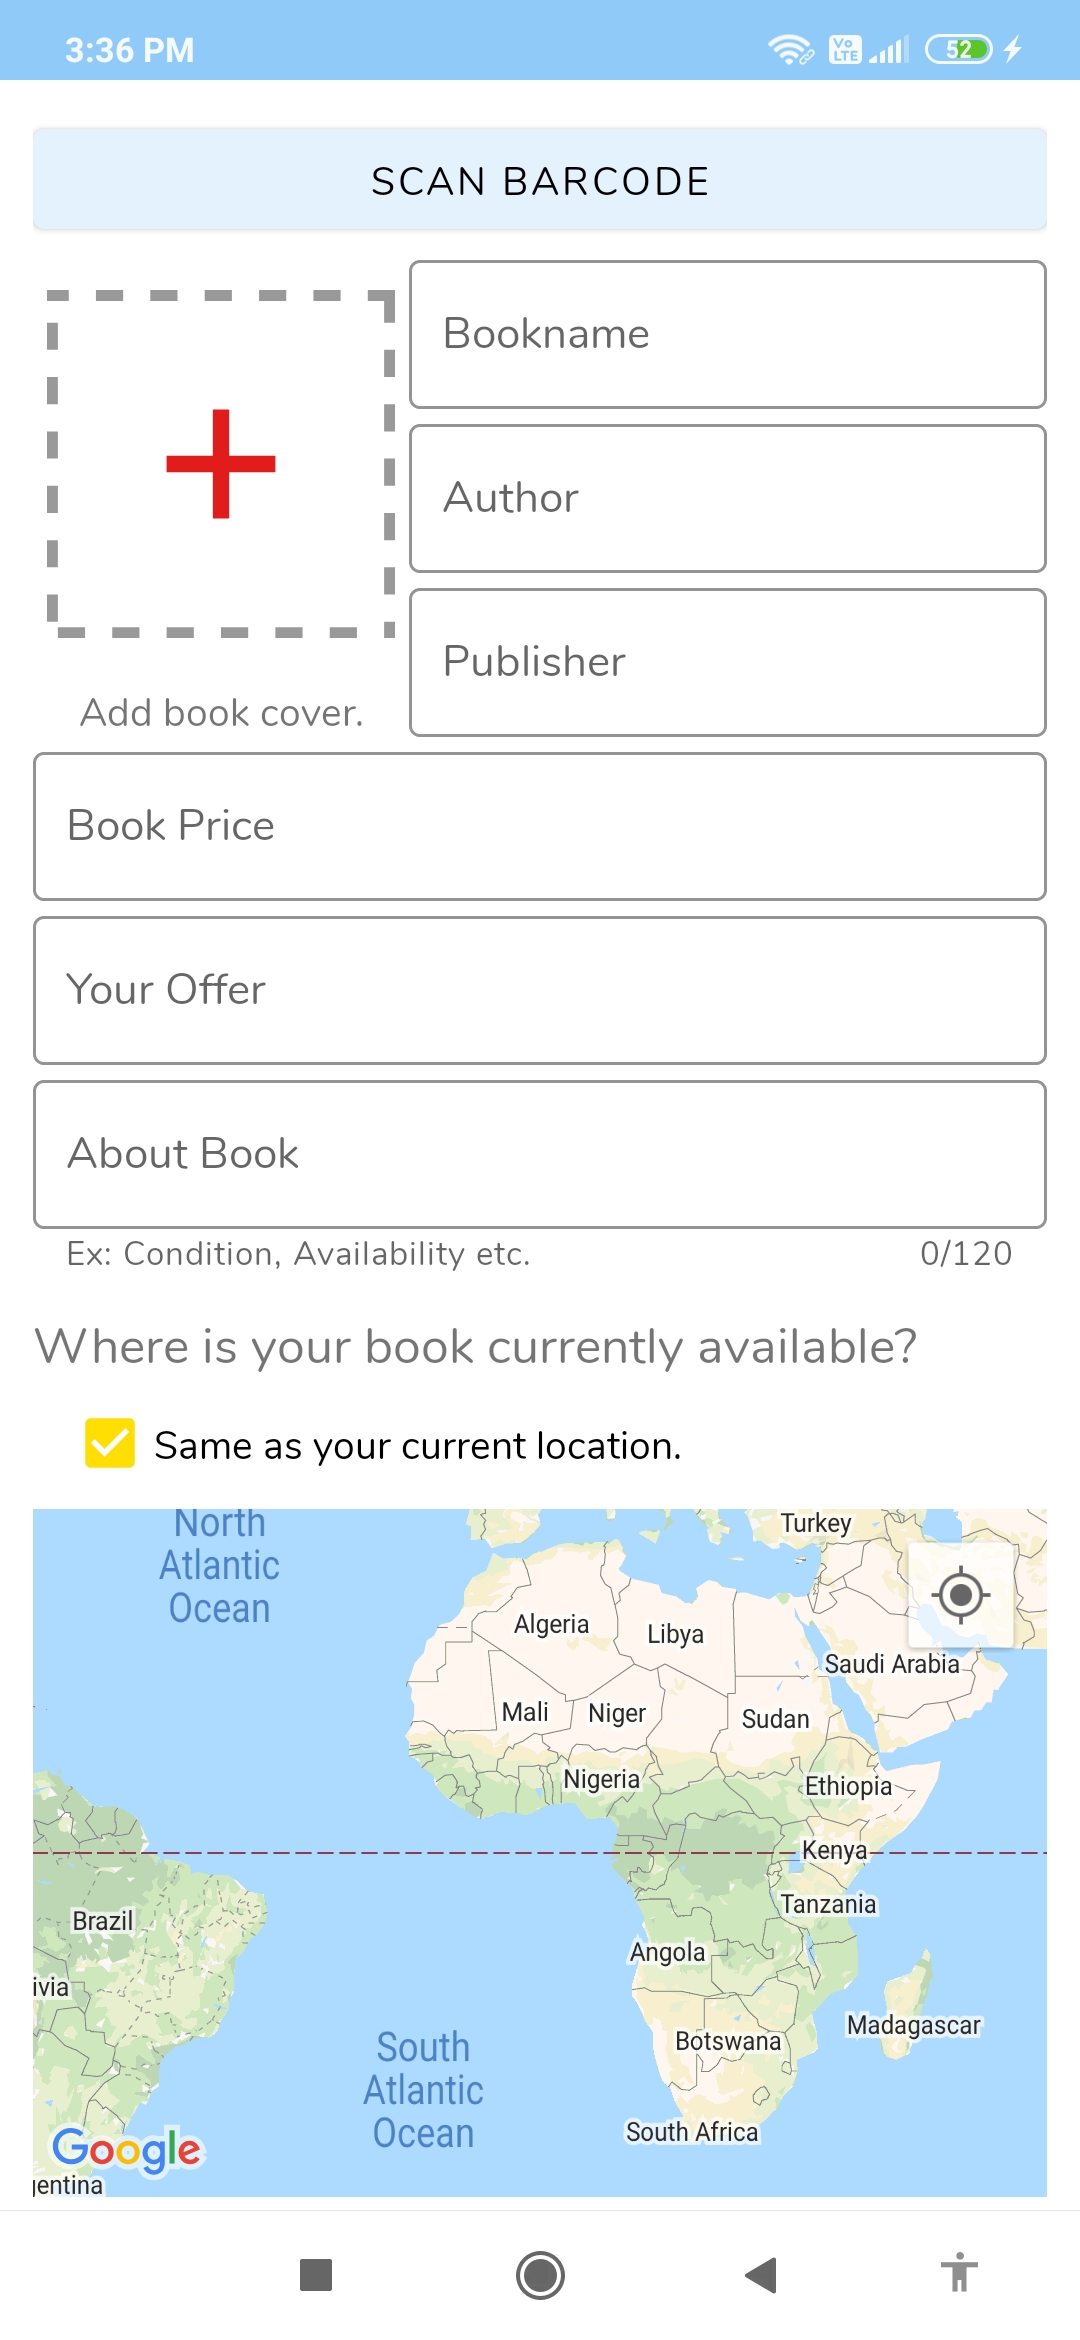 3:36 PM
Vo LTE
52
SCAN BARCODE
Bookname
Author
Publisher
Add book cover.
Book Price
Your Offer
About Book
Ex: Condition, Availability etc.
0/120
Where is your book currently available?
Same as your current location.
North
Atlantic
Ocean
Turkey
Algeria
Libya
Saudi Arabia
Mali
Niger
Sudan
Nigeria
Ethiopia
Kenya
Tanzania
Brazil
Angola
ivia
Madagascar
Botswana
South
Atlantic
Ocean
South Africa
Google
gentina